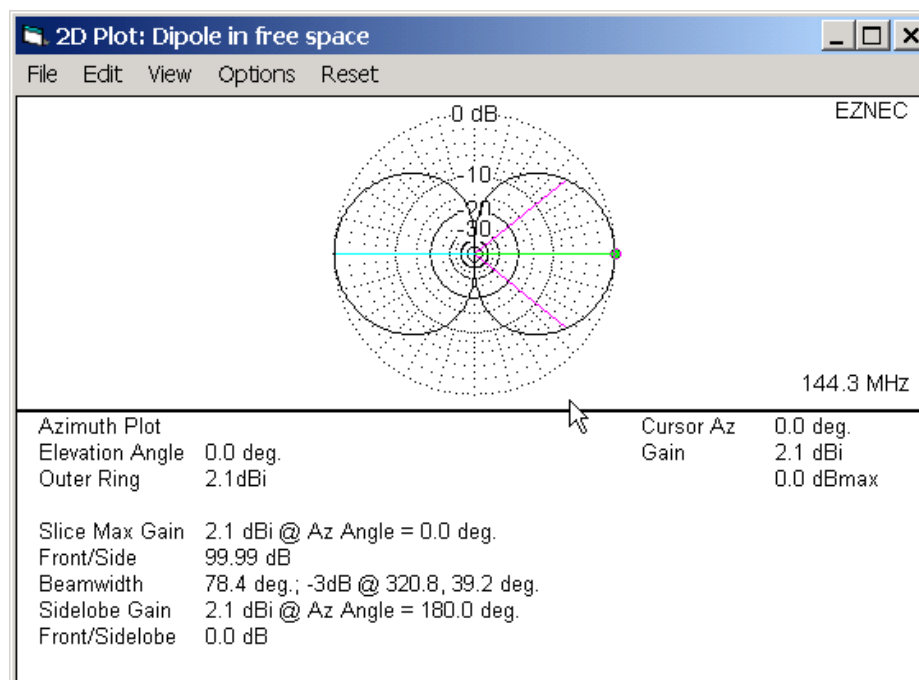 2D Plot: Dipole in free space
File Edit View Options Reset
0 dB
EZNEC
-10
-20
-30
144.3 MHz
Azimuth Plot
Cursor Az 0.0 deg.
Elevation Angle 0.0 deg.
Gain 2.1 dBi
Outer Ring 2.1dBi
0.0 dBmax
Slice Max Gain 2.1 dBi @ Az Angle = 0.0 deg.
Front/Side 99.99 dB
Beamwidth 78.4 deg.; -3dB @ 320.8, 39.2 deg.
Sidelobe Gain 2.1 dBi @ Az Angle = 180.0 deg.
Front/Sidelobe 0.0 dB